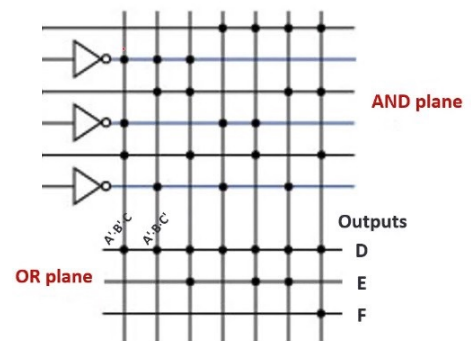 AND plane
A'·B'·C
A'·B·C'
Outputs
D
OR plane
E
F